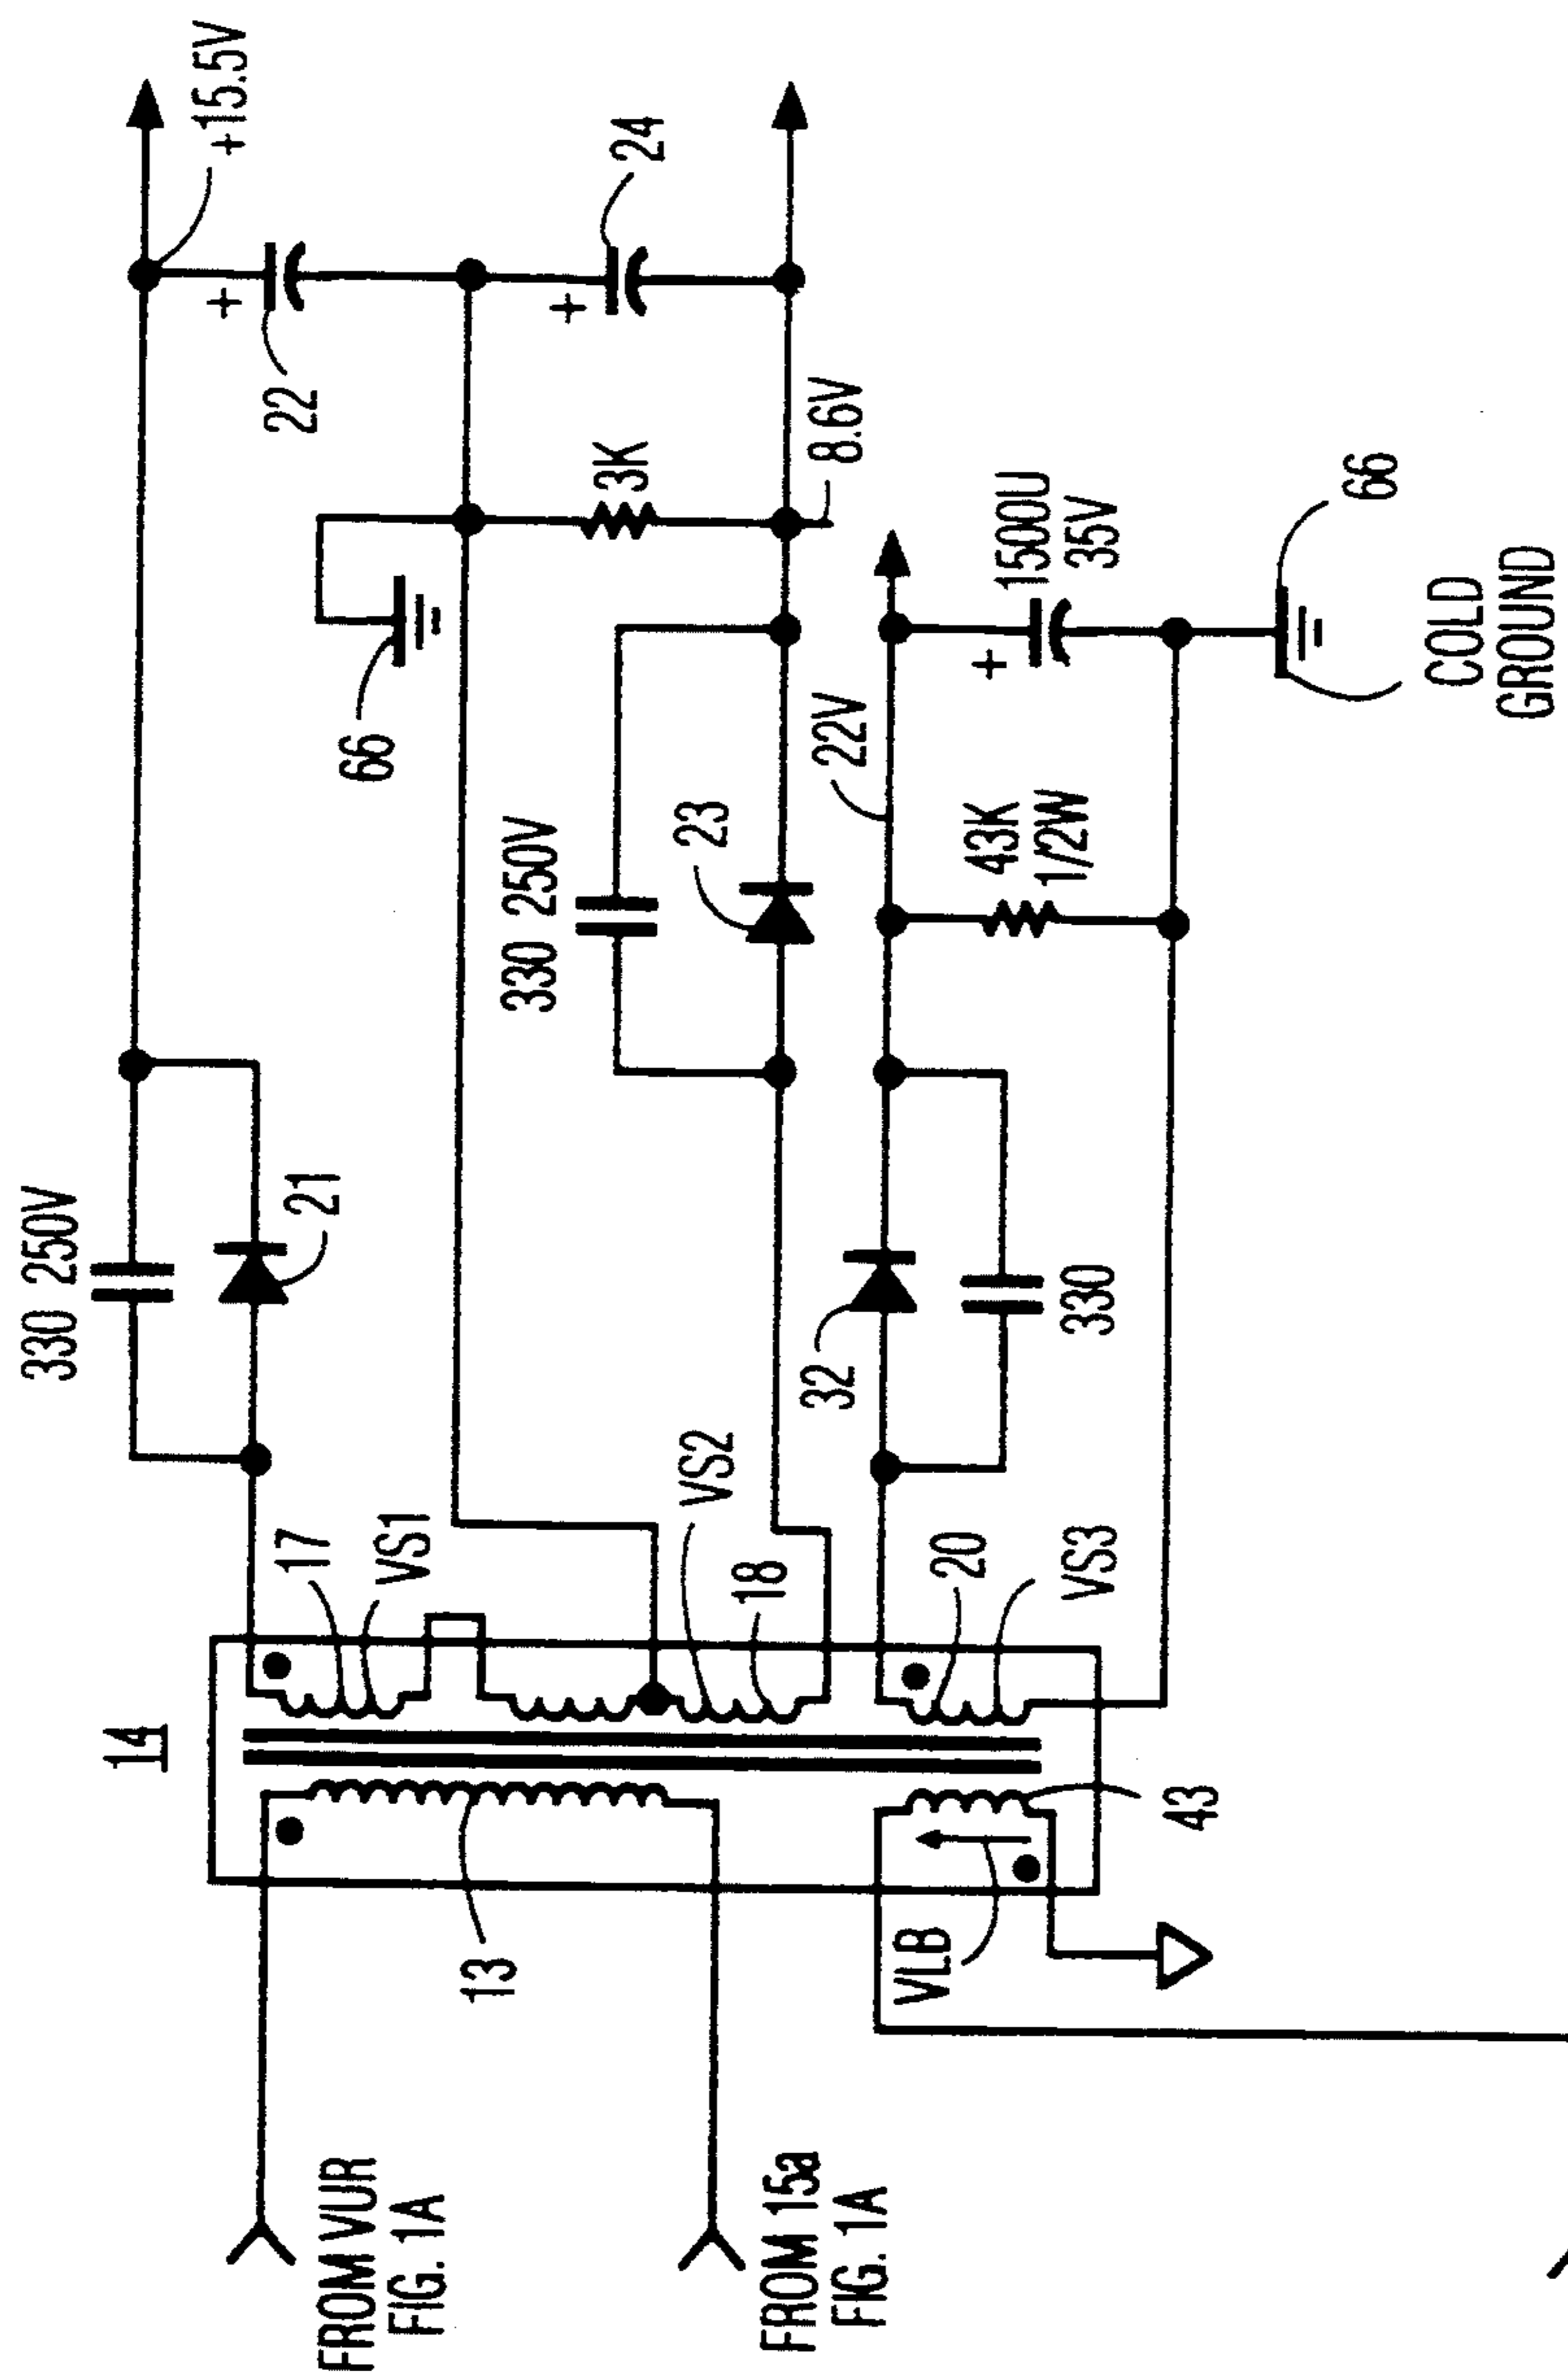 330 250V
21
+15.5V
+
22
+
24
66
3K
8.6V
330 250V
23
22V
32
330
43K
1/2W
1500U
35V
+
66
COLD
GROUND
14
17
VS1
VS2
18
20
VS3
13
VLB
43
FROM VUR
FIG. 1A
FROM 15a
FIG. 1A